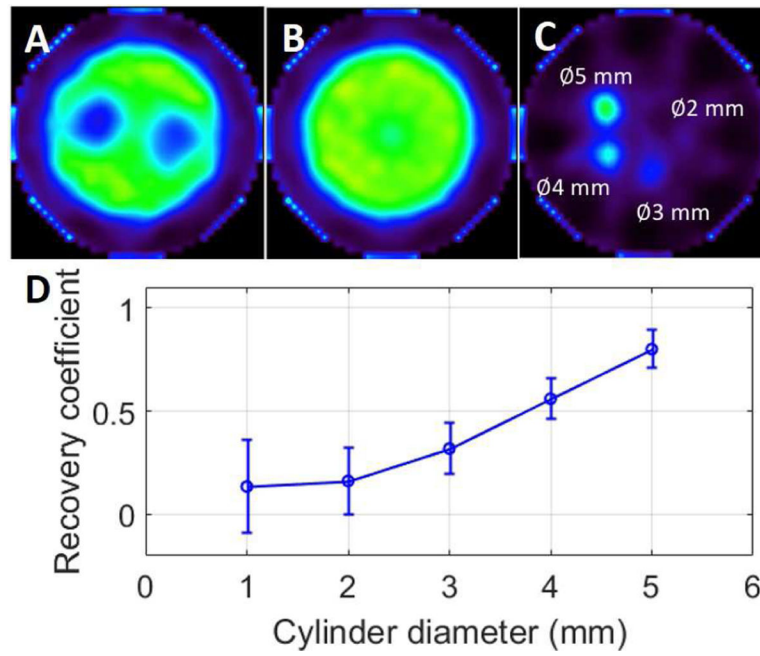 A B C
Ø5 mm
Ø2 mm
Ø4 mm
Ø3 mm
D
Recovery coefficient
1
0.5
0
0 1 2 3 4 5 6
Cylinder diameter (mm)